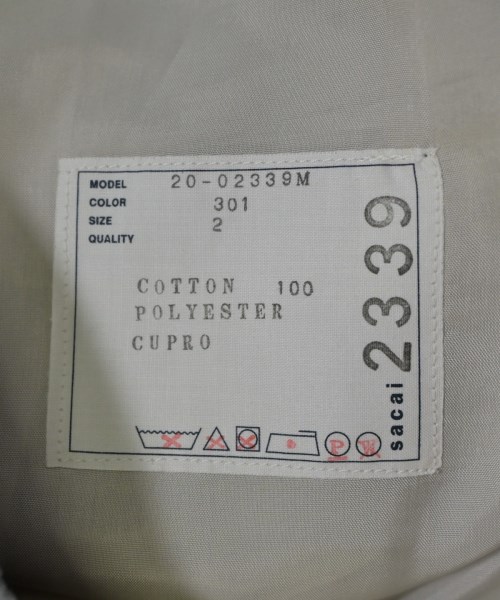 MODEL 20-02339M
COLOR 301
SIZE 2
QUALITY
COTTON 100
POLYESTER
CUPRO
sacai 2339
P
W